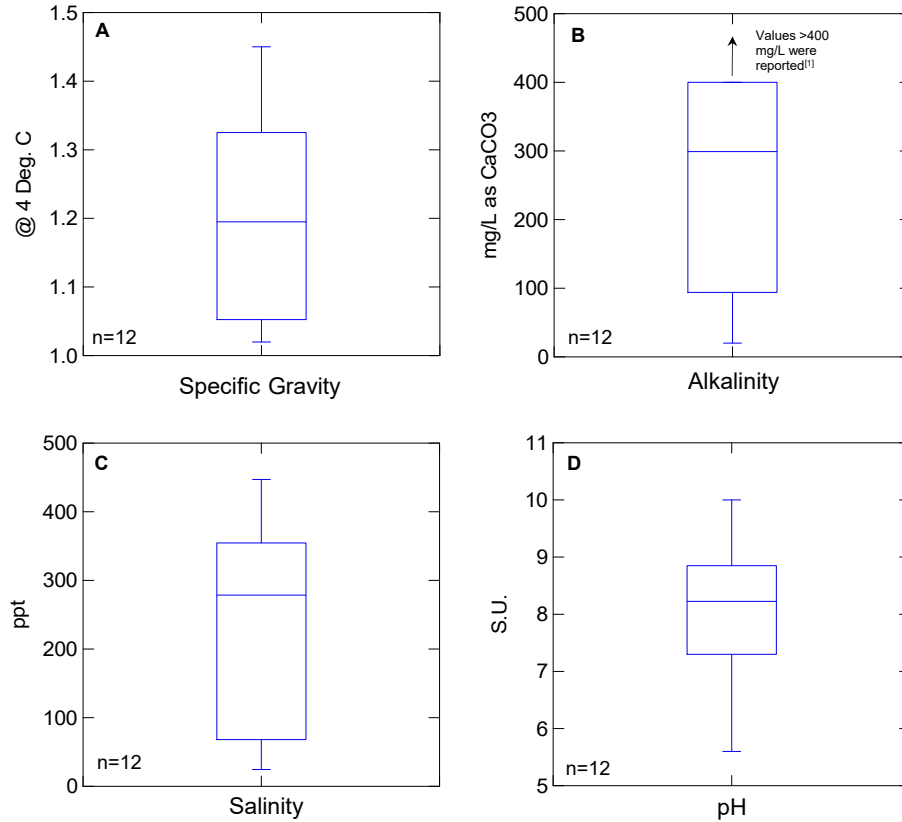 A
@ 4 Deg. C
1.5
1.4
1.3
1.2
1.1
1.0
n=12
Specific Gravity
B
Values >400
mg/L were
reported[1]
mg/L as CaCO3
500
400
300
200
100
0
n=12
Alkalinity
C
ppt
500
400
300
200
100
0
n=12
Salinity
D
S.U.
11
10
9
8
7
6
5
n=12
pH